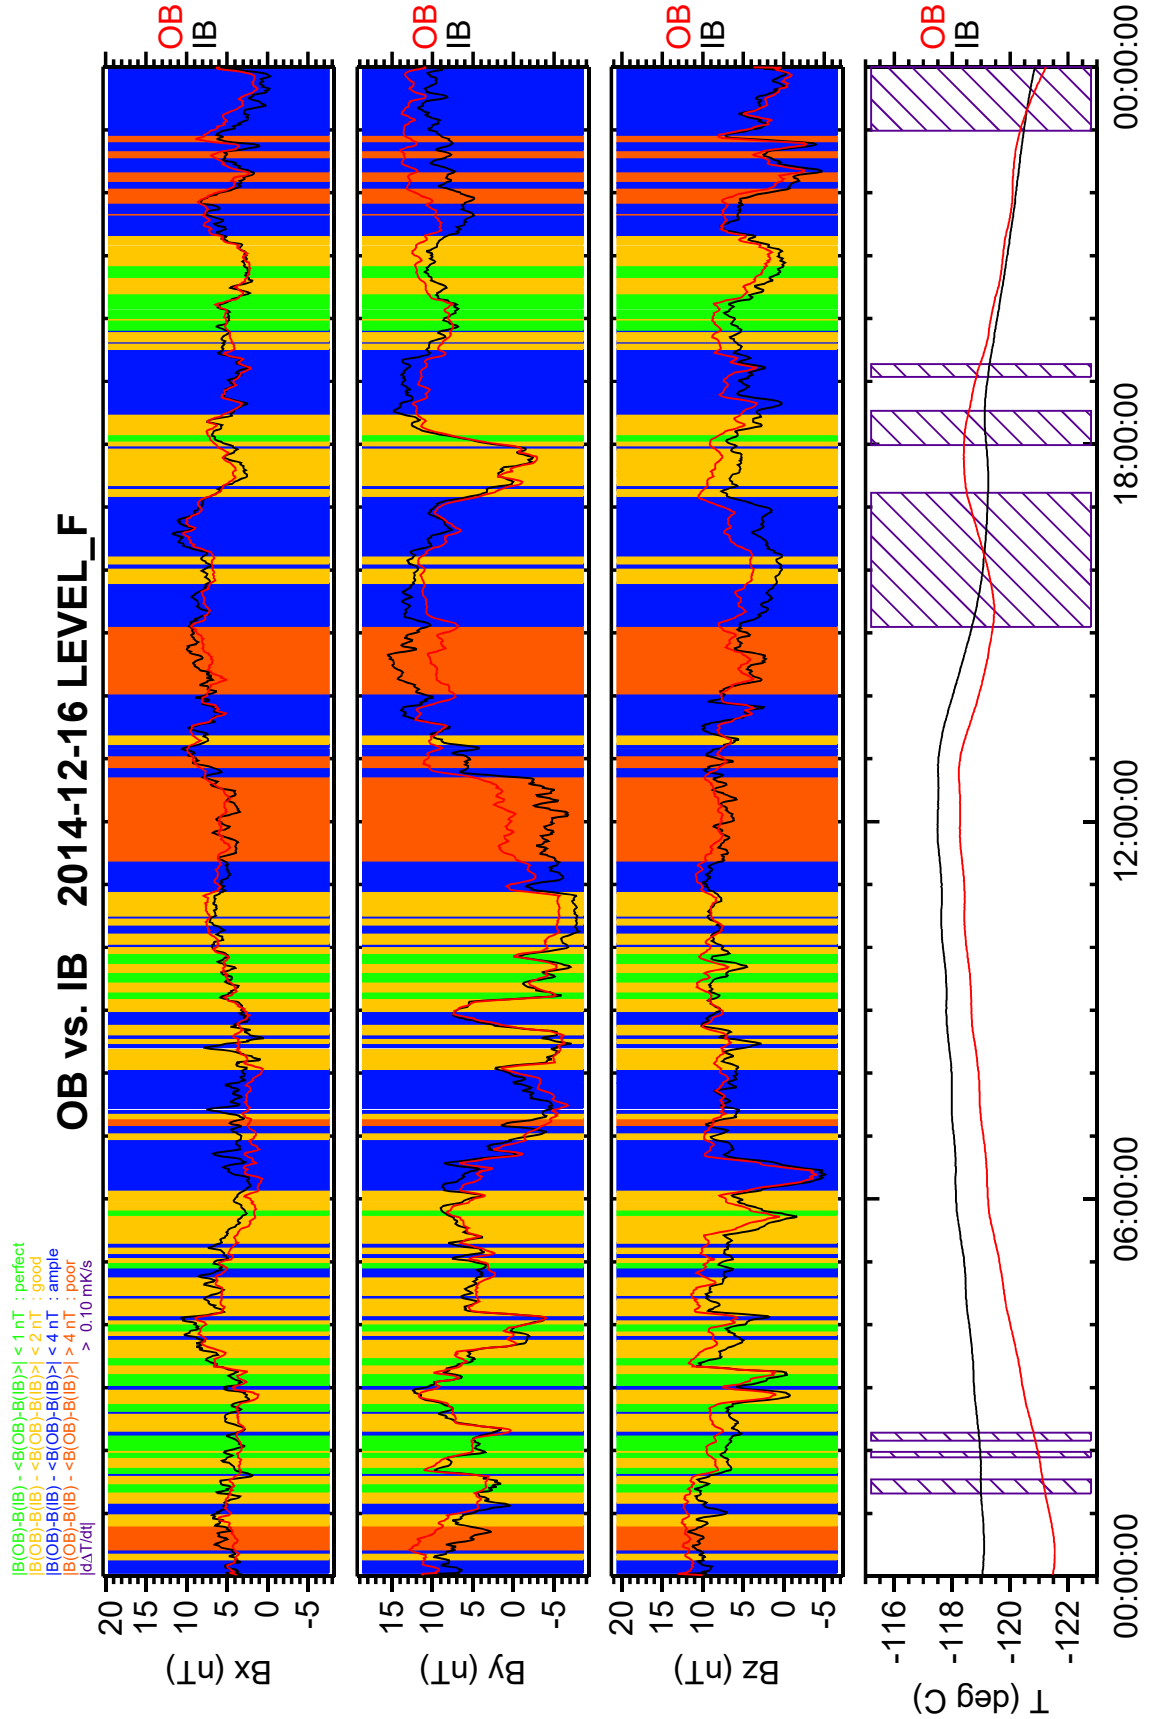 OB vs. IB 2014-12-16 LEVEL_F
|B(OB)-B(IB) - <B(OB)-B(IB)>| < 1 nT : perfect
|B(OB)-B(IB) - <B(OB)-B(IB)>| < 2 nT : good
|B(OB)-B(IB) - <B(OB)-B(IB)>| < 4 nT : ample
|B(OB)-B(IB) - <B(OB)-B(IB)>| > 4 nT : poor
|dΔT/dt| > 0.10 mK/s
Bx (nT)
20
15
10
5
0
-5
OB
IB
By (nT)
15
10
5
0
-5
OB
IB
Bz (nT)
20
15
10
5
0
-5
OB
IB
T (deg C)
-116
-118
-120
-122
OB
IB
00:00:00 06:00:00 12:00:00 18:00:00 00:00:00